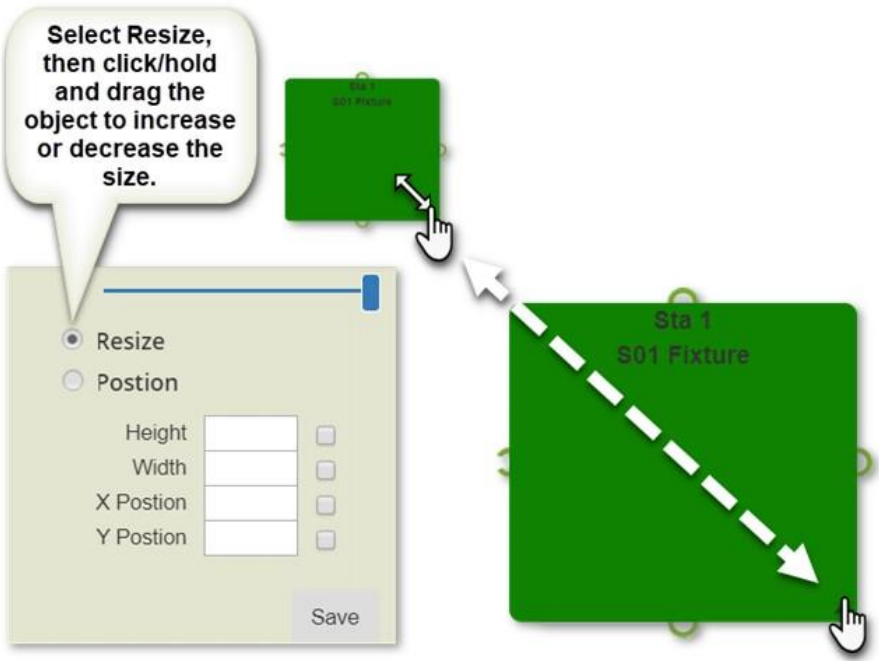 Select Resize,
then click/hold
and drag the
object to increase
or decrease the
size.
Sta 1
S01 Fixture
Resize
Postion
Height
Width
X Postion
Y Postion
Save
Sta 1
S01 Fixture